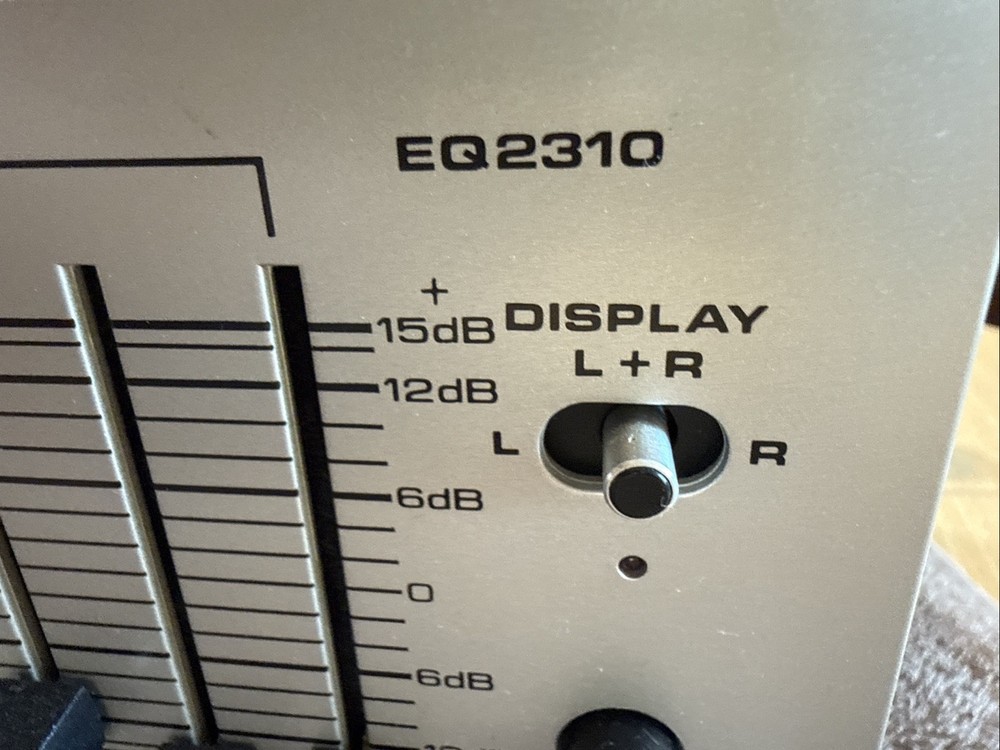 EQ2310
+
15dB
DISPLAY
L + R
12dB
L
R
6dB
0
6dB